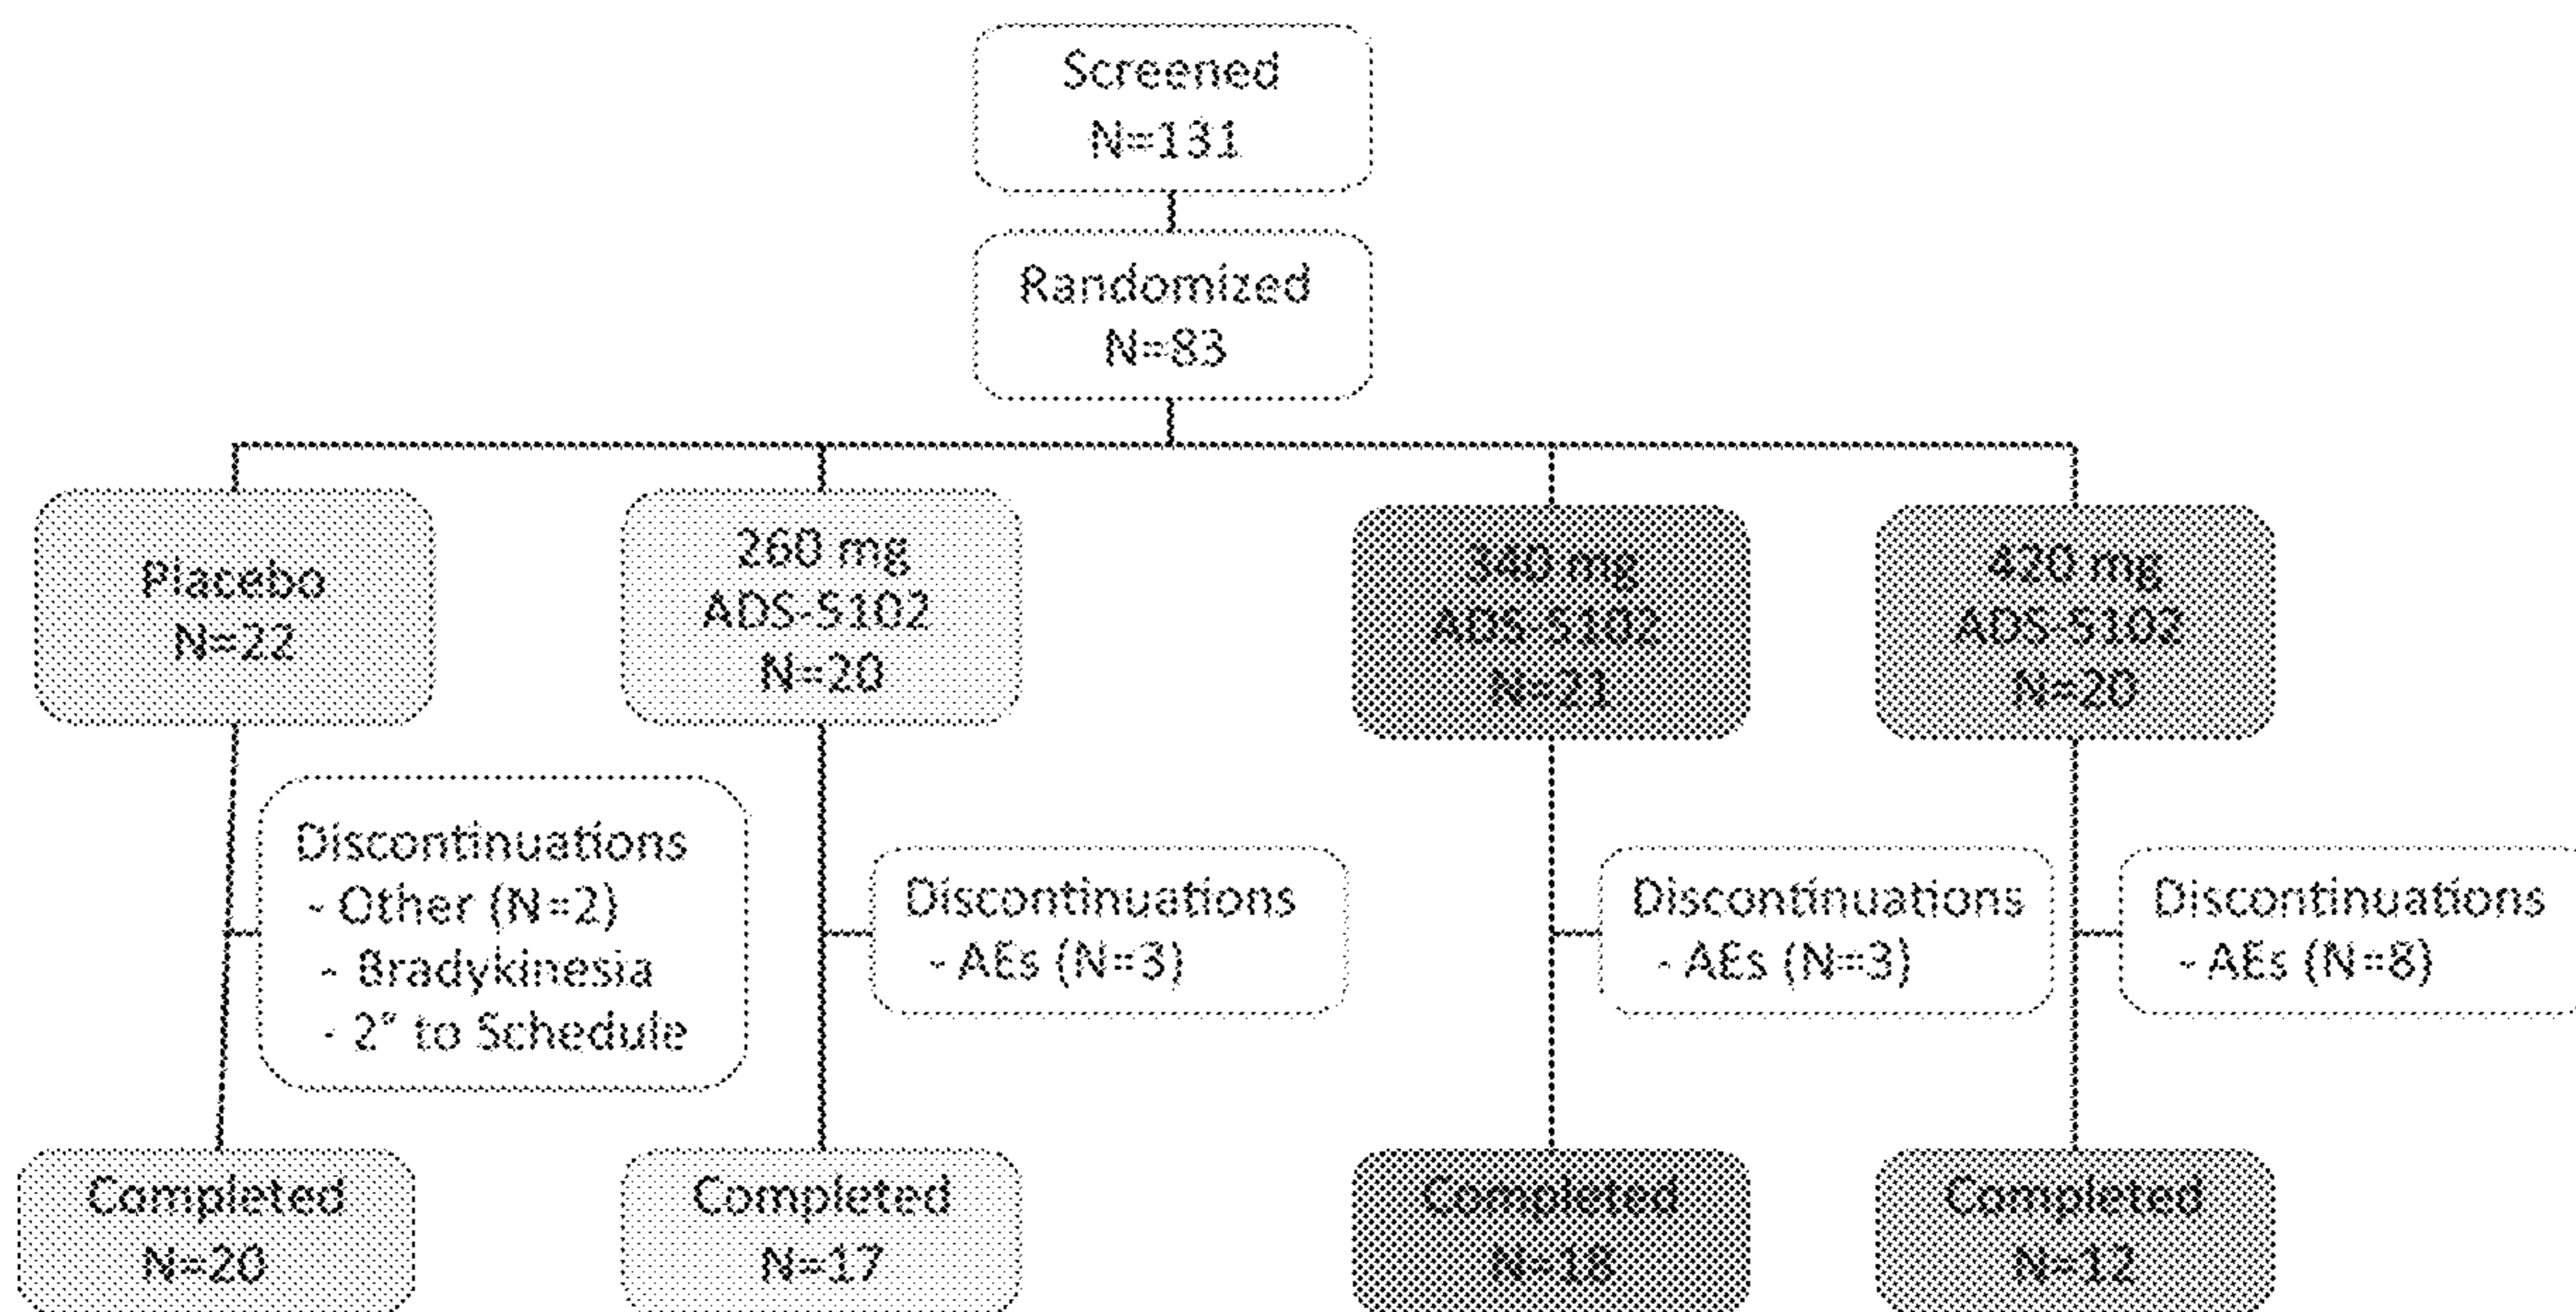 Screened
N=131
Randomized
N=83
Placebo
N=22
260 mg
ADS-5102
N=20
340 mg
ADS-5102
N=21
420 mg
ADS-5102
N=20
Discontinuations
- Other (N=2)
- Bradykinesia
- 2° to Schedule
Discontinuations
- AEs (N=3)
Discontinuations
- AEs (N=3)
Discontinuations
- AEs (N=8)
Completed
N=20
Completed
N=17
Completed
N=18
Completed
N=12